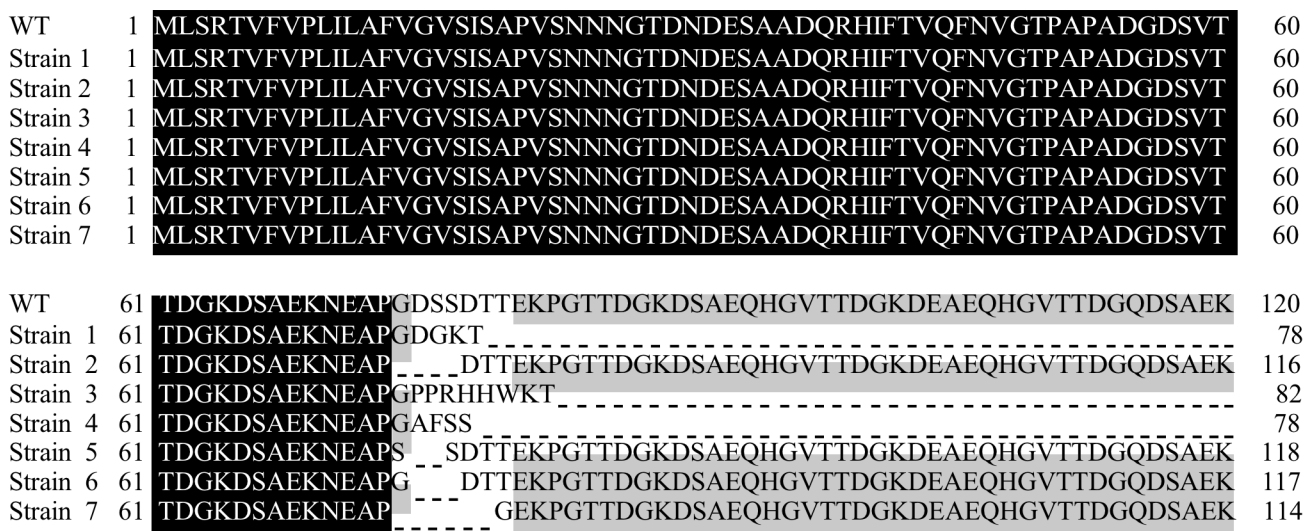 WT 1 MLSRTVFVPLILAFVGVSISAPVSNNNGTDNDESAADQRHIFTVQFNVGTPAPADGDSVT 60
Strain 1 1 MLSRTVFVPLILAFVGVSISAPVSNNNGTDNDESAADQRHIFTVQFNVGTPAPADGDSVT 60
Strain 2 1 MLSRTVFVPLILAFVGVSISAPVSNNNGTDNDESAADQRHIFTVQFNVGTPAPADGDSVT 60
Strain 3 1 MLSRTVFVPLILAFVGVSISAPVSNNNGTDNDESAADQRHIFTVQFNVGTPAPADGDSVT 60
Strain 4 1 MLSRTVFVPLILAFVGVSISAPVSNNNGTDNDESAADQRHIFTVQFNVGTPAPADGDSVT 60
Strain 5 1 MLSRTVFVPLILAFVGVSISAPVSNNNGTDNDESAADQRHIFTVQFNVGTPAPADGDSVT 60
Strain 6 1 MLSRTVFVPLILAFVGVSISAPVSNNNGTDNDESAADQRHIFTVQFNVGTPAPADGDSVT 60
Strain 7 1 MLSRTVFVPLILAFVGVSISAPVSNNNGTDNDESAADQRHIFTVQFNVGTPAPADGDSVT 60
WT 61 TDGKDSAEKNEAPGDSSDTTEKPGTTDGKDSAEQHGVTTDGKDEAEQHGVTTDGQDSAEK 120
Strain 1 61 TDGKDSAEKNEAPGDGKT------------------------------------------ 78
Strain 2 61 TDGKDSAEKNEAP----DTTEKPGTTDGKDSAEQHGVTTDGKDEAEQHGVTTDGQDSAEK 116
Strain 3 61 TDGKDSAEKNEAPGPPRHHWKT-------------------------------------- 82
Strain 4 61 TDGKDSAEKNEAPGAFSS------------------------------------------ 78
Strain 5 61 TDGKDSAEKNEAPS--SDTTEKPGTTDGKDSAEQHGVTTDGKDEAEQHGVTTDGQDSAEK 118
Strain 6 61 TDGKDSAEKNEAPG---DTTEKPGTTDGKDSAEQHGVTTDGKDEAEQHGVTTDGQDSAEK 117
Strain 7 61 TDGKDSAEKNEAP------GEKPGTTDGKDSAEQHGVTTDGKDEAEQHGVTTDGQDSAEK 114